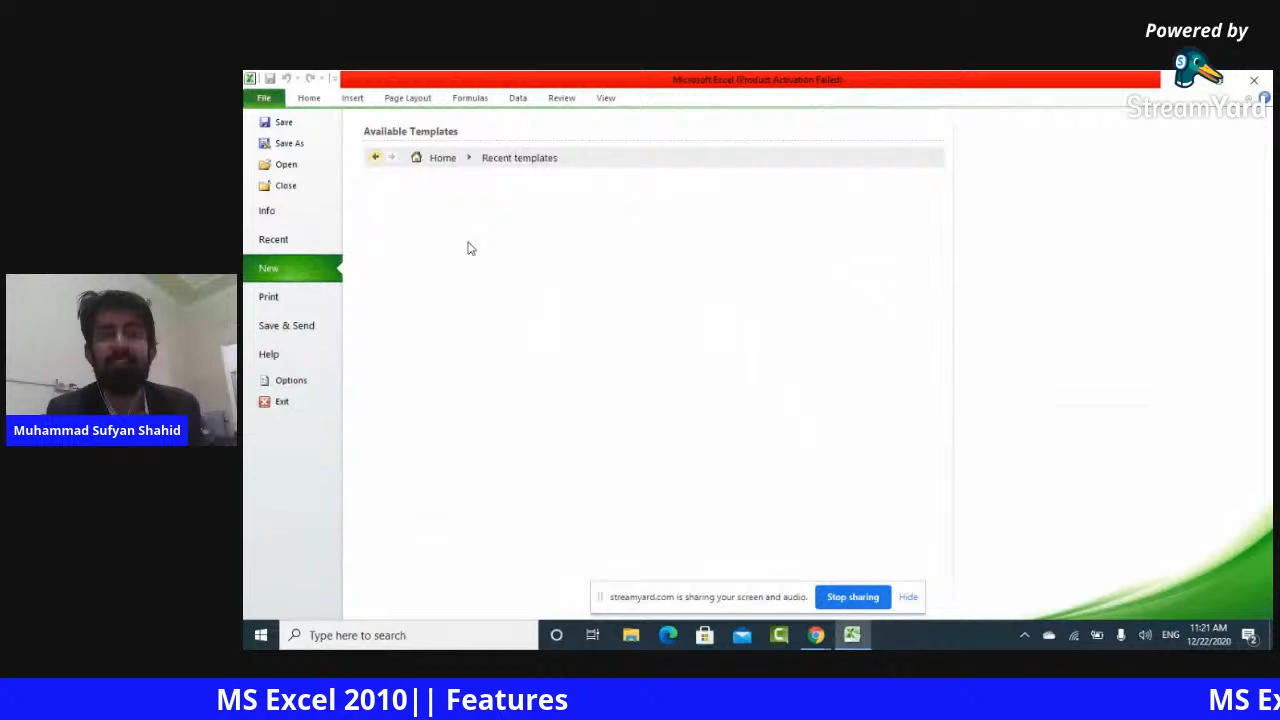 Powered by
StreamYard
Microsoft Excel (Product Activation Failed)
File Home Insert Page Layout Formulas Data Review View
Save
Save As
Open
Close
Info
Recent
New
Print
Save & Send
Help
Options
Exit
Available Templates
Home Recent templates
Muhammad Sufyan Shahid
streamyard.com is sharing your screen and audio. Stop sharing Hide
Type here to search
ENG
11:21 AM
12/22/2020
2
MS Excel 2010|| Features
MS Ex